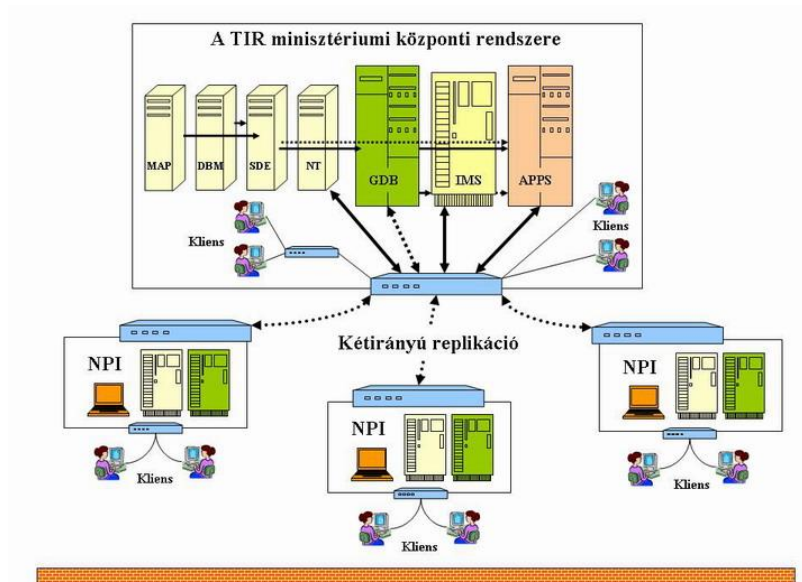 A TIR minisztériumi központi rendszere
MAP
DBM
SDE
NT
GDB
IMS
APPS
Kliens
Kliens
Kétirányú replikáció
NPI
Kliens
NPI
Kliens
NPI
Kliens